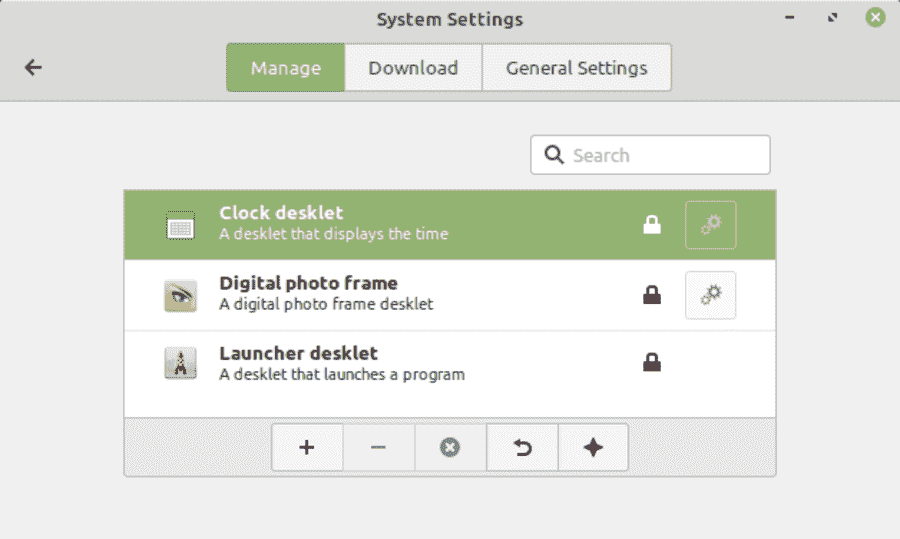 System Settings
Manage
Download
General Settings
Search
Clock desklet
A desklet that displays the time
Digital photo frame
A digital photo frame desklet
Launcher desklet
A desklet that launches a program